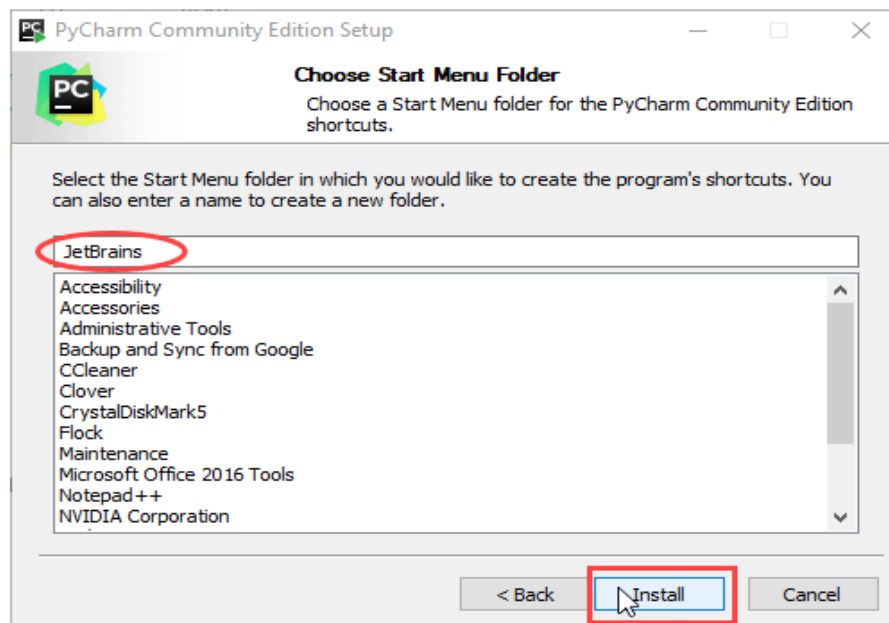 PC PyCharm Community Edition Setup
PC
Choose Start Menu Folder
Choose a Start Menu folder for the PyCharm Community Edition
shortcuts.
Select the Start Menu folder in which you would like to create the program's shortcuts. You
can also enter a name to create a new folder.
JetBrains
Accessibility
Accessories
Administrative Tools
Backup and Sync from Google
CCleaner
Clover
CrystalDiskMark5
Flock
Maintenance
Microsoft Office 2016 Tools
Notepad++
NVIDIA Corporation
< Back Install Cancel